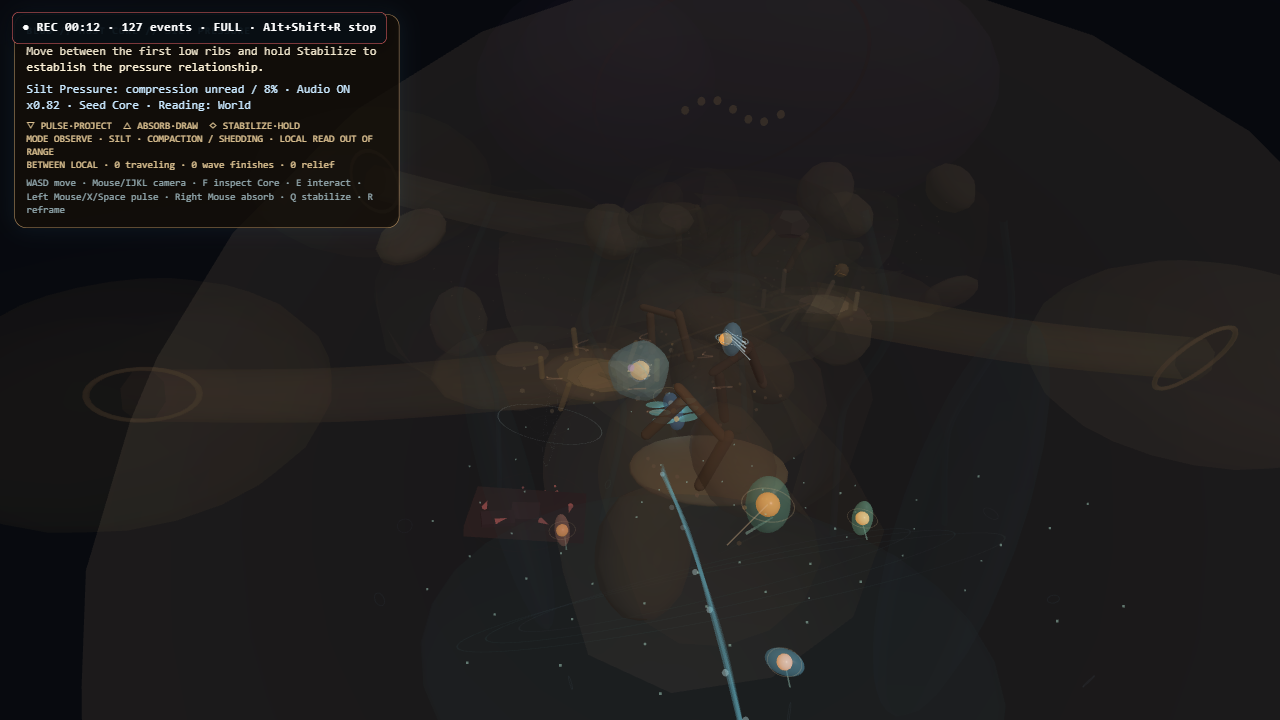 ● REC 00:12 · 127 events · FULL · Alt+Shift+R stop
Move between the first low ribs and hold Stabilize to
establish the pressure relationship.
Silt Pressure: compression unread / 8% · Audio ON
x0.82 · Seed Core · Reading: World
▽ PULSE·PROJECT △ ABSORB·DRAW ◇ STABILIZE·HOLD
MODE OBSERVE · SILT · COMPACTION / SHEDDING · LOCAL READ OUT OF
RANGE
BETWEEN LOCAL · 0 traveling · 0 wave finishes · 0 relief
WASD move · Mouse/IJKL camera · F inspect Core · E interact ·
Left Mouse/X/Space pulse · Right Mouse absorb · Q stabilize · R
reframe